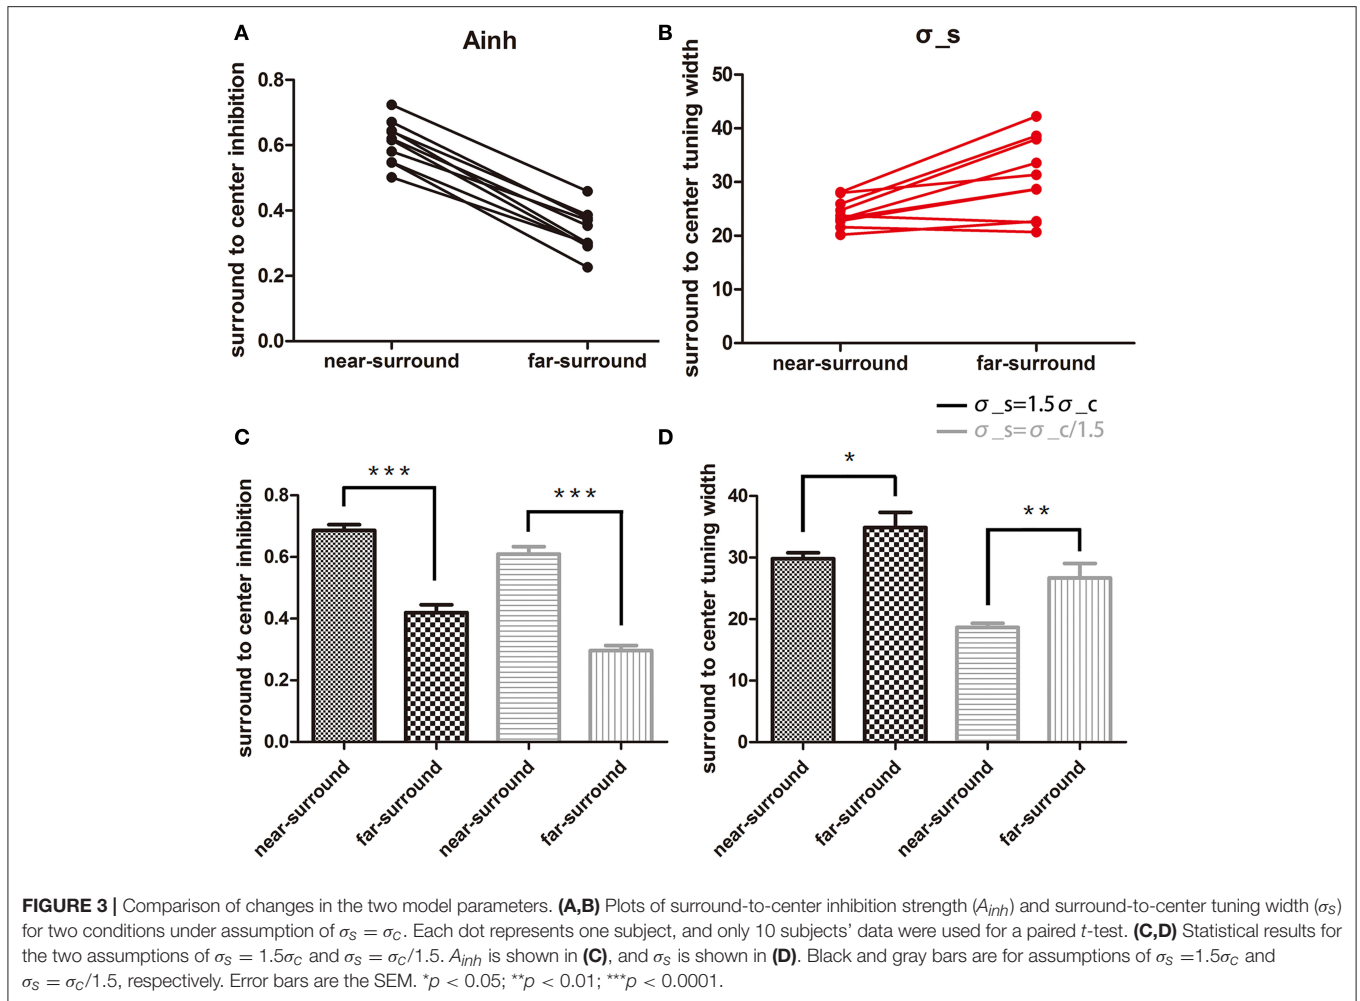 A
Ainh
surround to center inhibition
0.8
0.6
0.4
0.2
0.0
near-surround
far-surround
B
σ_s
surround to center tuning width
50
40
30
20
10
0
near-surround
far-surround
σ_s=1.5σ_c
σ_s=σ_c/1.5
C
surround to center inhibition
0.8
0.6
0.4
0.2
0.0
***
***
near-surround
far-surround
near-surround
far-surround
D
surround to center tuning width
40
30
20
10
0
*
**
near-surround
far-surround
near-surround
far-surround
FIGURE 3 | Comparison of changes in the two model parameters. (A,B) Plots of surround-to-center inhibition strength (Ainh) and surround-to-center tuning width (σs)
for two conditions under assumption of σs = σc. Each dot represents one subject, and only 10 subjects’ data were used for a paired t-test. (C,D) Statistical results for
the two assumptions of σs = 1.5σc and σs = σc/1.5. Ainh is shown in (C), and σs is shown in (D). Black and gray bars are for assumptions of σs =1.5σc and
σs = σc/1.5, respectively. Error bars are the SEM. *p < 0.05; **p < 0.01; ***p < 0.0001.